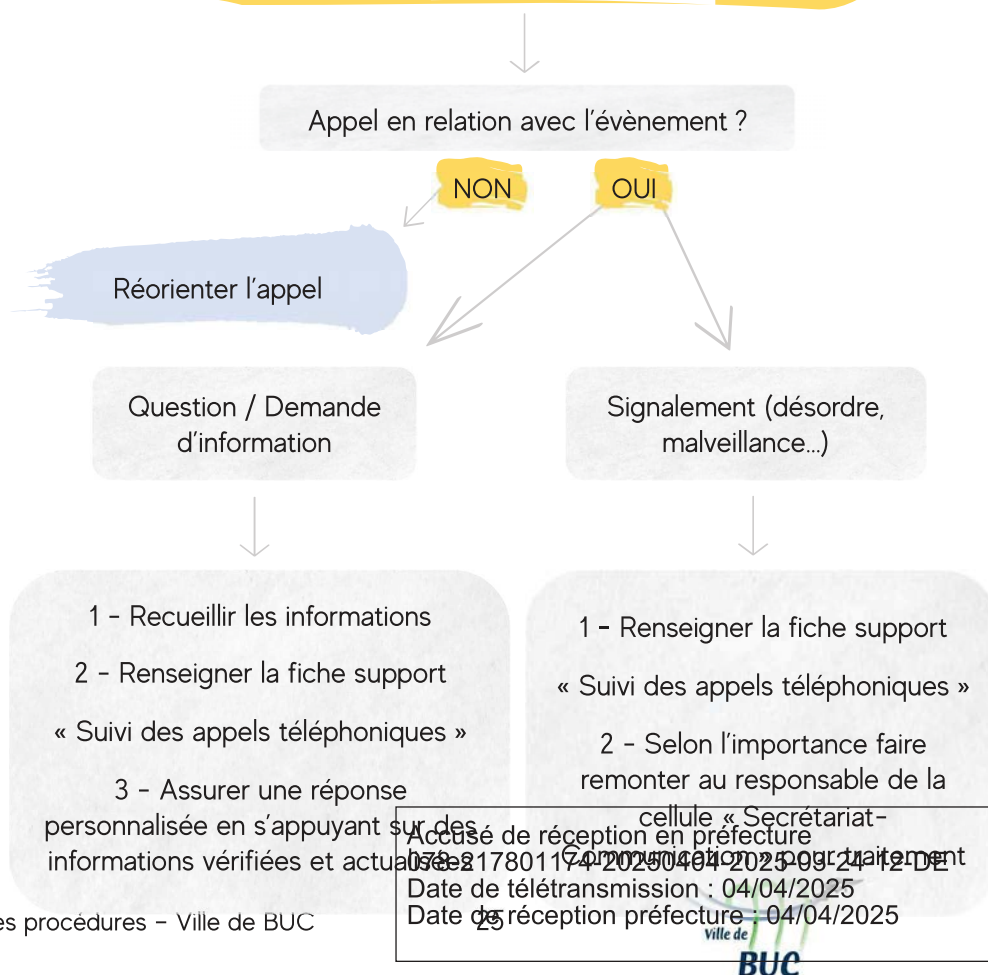 Appel en relation avec l'évènement ?
NON
OUI
Réorienter l'appel
Question / Demande
d'information
Signalement (désordre,
malveillance...)
1 - Recueillir les informations
2 - Renseigner la fiche support
« Suivi des appels téléphoniques »
3 - Assurer une réponse
personnalisée en s'appuyant sur des
informations vérifiées et actualisées
1 - Renseigner la fiche support
« Suivi des appels téléphoniques »
2 - Selon l'importance faire
remonter au responsable de la
cellule « Secrétariat-
Communication » pour traitement
Accusé de réception en préfecture
078-217801174-20250404-2025-03-24-12-DE
Date de télétransmission : 04/04/2025
Date de réception préfecture : 04/04/2025
es procédures - Ville de BUC
25
Ville de
BUC